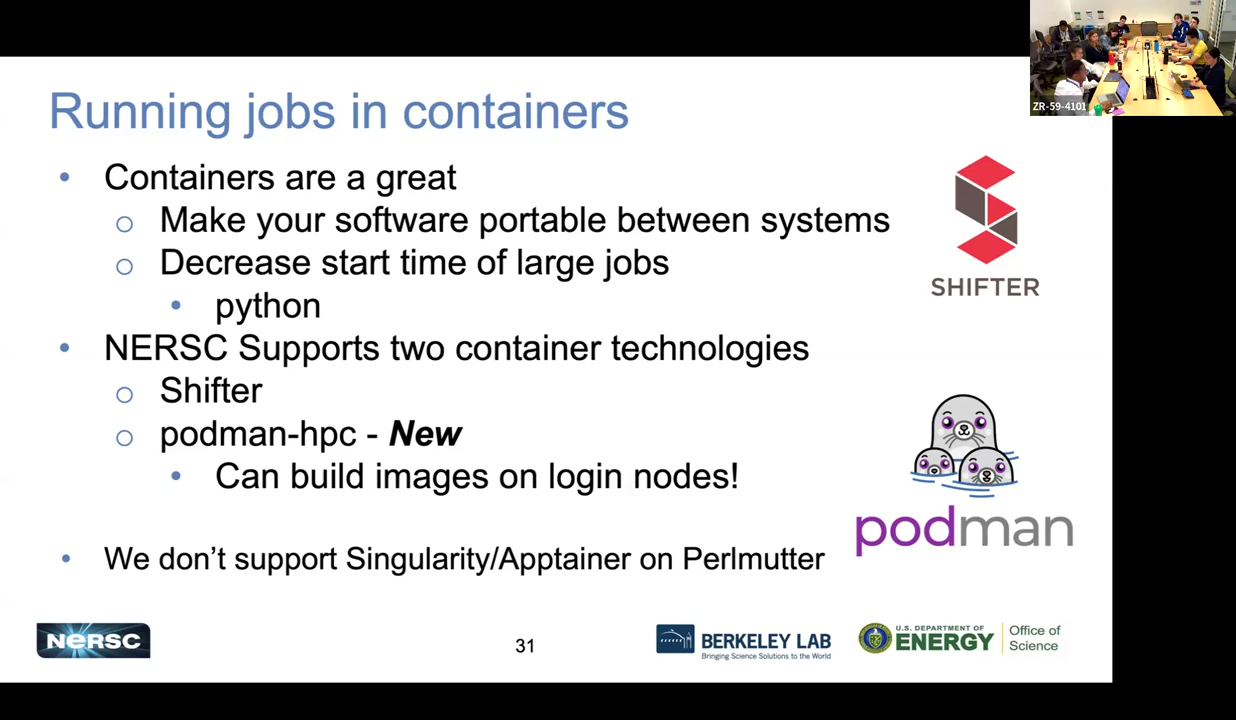 ZR-59-4101
Running jobs in containers
• Containers are a great
o Make your software portable between systems
o Decrease start time of large jobs
• python
• NERSC Supports two container technologies
o Shifter
o podman-hpc - New
• Can build images on login nodes!
• We don’t support Singularity/Apptainer on Perlmutter
SHIFTER
podman
NERSC
31
BERKELEY LAB
Bringing Science Solutions to the World
U.S. DEPARTMENT OF
ENERGY
Office of
Science